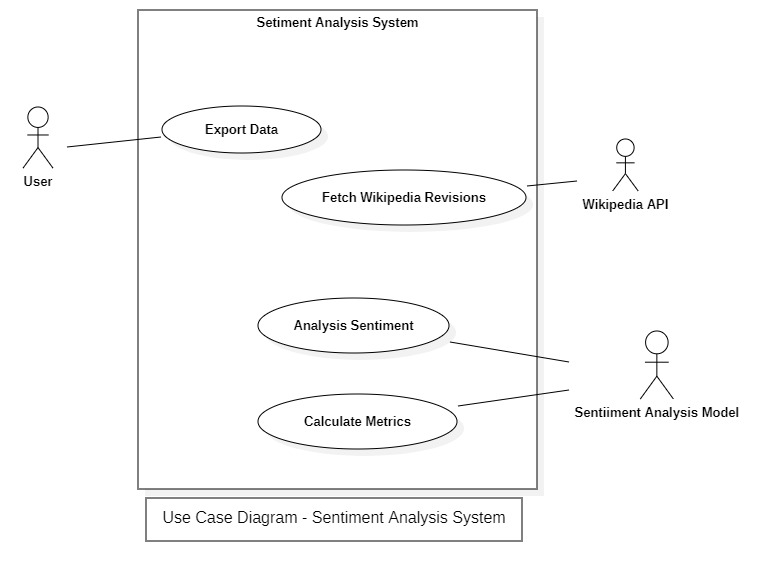 Setiment Analysis System
Export Data
User
Fetch Wikipedia Revisions
Wikipedia API
Analysis Sentiment
Sentiiment Analysis Model
Calculate Metrics
Use Case Diagram - Sentiment Analysis System